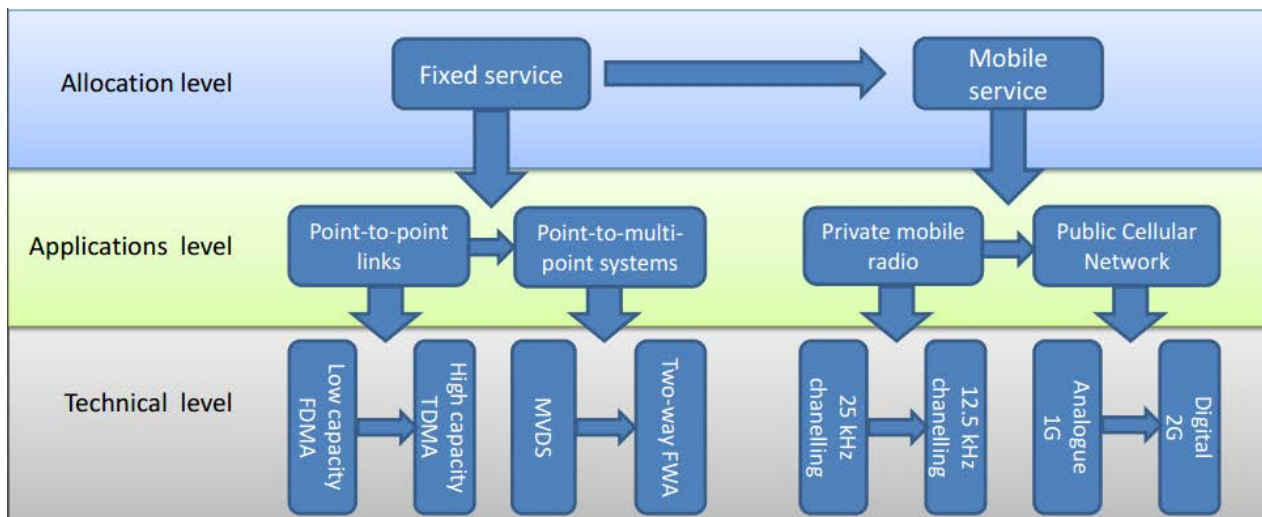 Allocation level
Fixed service
Mobile
service
Applications level
Point-to-point
links
Point-to-multi-
point systems
Private mobile
radio
Public Cellular
Network
Technical level
Low capacity
FDMA
High capacity
TDMA
MVDS
Two-way FWA
25 kHz
chanelling
12.5 kHz
chanelling
Analogue
1G
Digital
2G